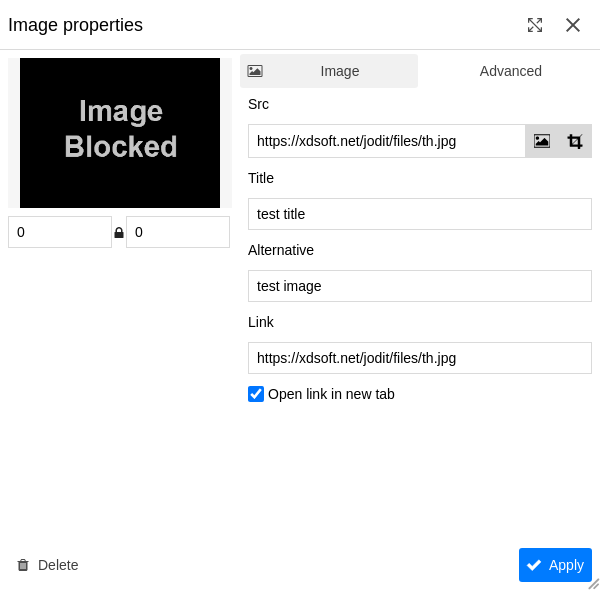 Image properties
Image
Blocked
0
0
Image
Advanced
Src
https://xdsoft.net/jodit/files/th.jpg
Title
test title
Alternative
test image
Link
https://xdsoft.net/jodit/files/th.jpg
Open link in new tab
Delete
Apply